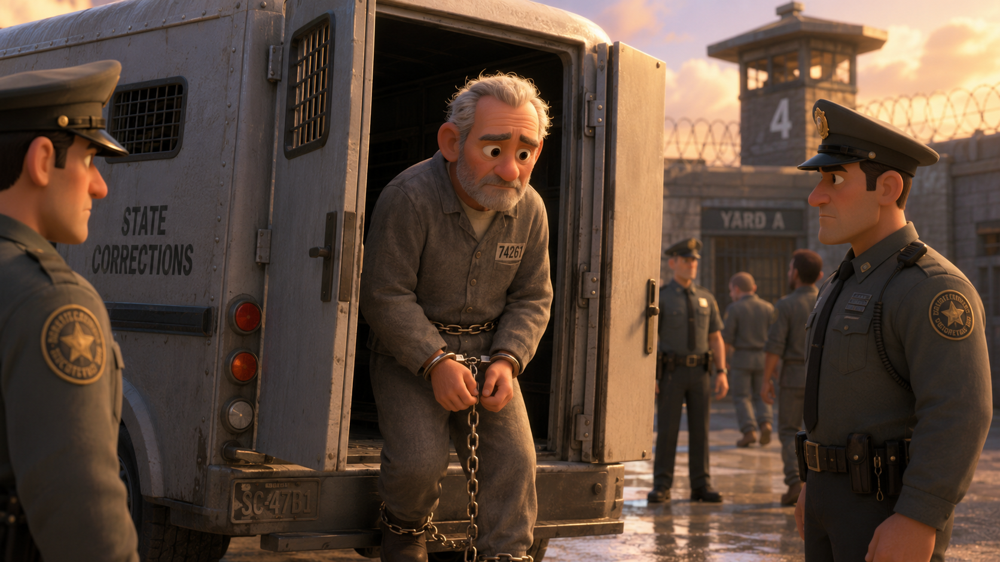 STATE
CORRECTIONS
74261
SC-47B1
4
YARD A